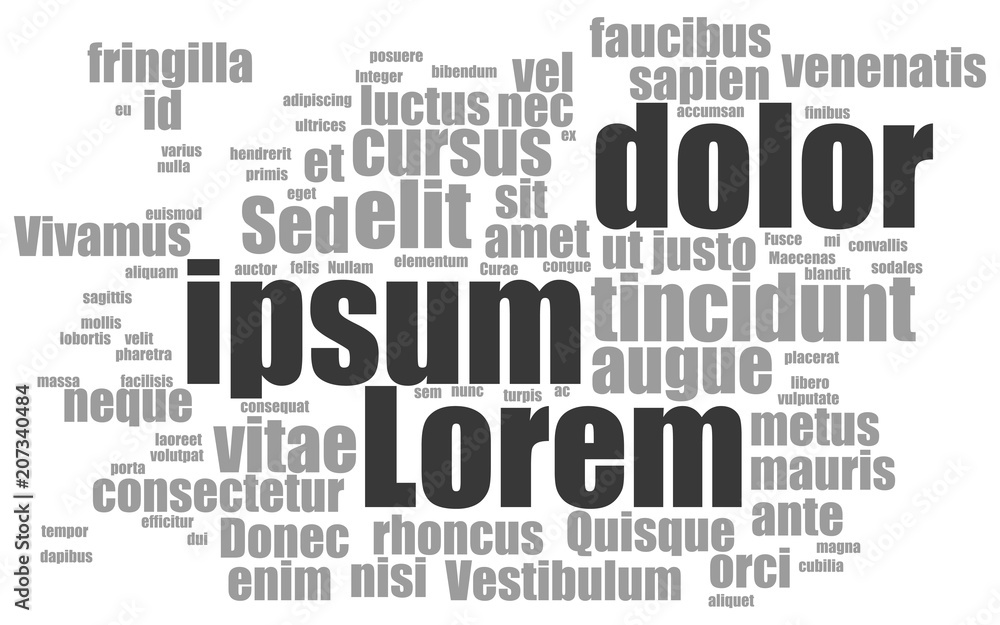 fringilla
eu
id
varius
nulla
posuere
Integer
bibendum
adipiscing
luctus
vel
nec
ex
ultrices
hendrerit
primis
et
cursus
eget
faucibus
sapien
venenatis
accumsan
finibus
dolor
euismod
Vivamus
aliquam
Sed
elit
sit
amet
auctor
felis
Nullam
elementum
Curae
congue
ut
justo
Fusce
mi
convallis
Maecenas
blandit
sodales
sagittis
mollis
lobortis
velit
pharetra
ipsum
tincidunt
augue
placerat
massa
facilisis
neque
consequat
sem
nunc
turpis
ac
libero
vulputate
laoreet
volutpat
vitae
Lorem
metus
mauris
porta
consectetur
efficitur
dui
tempor
dapibus
Donec
rhoncus
Quisque
ante
magna
cubilia
enim
nisi
Vestibulum
orci
aliquet
Adobe Stock | #207340484
Adobe Stock